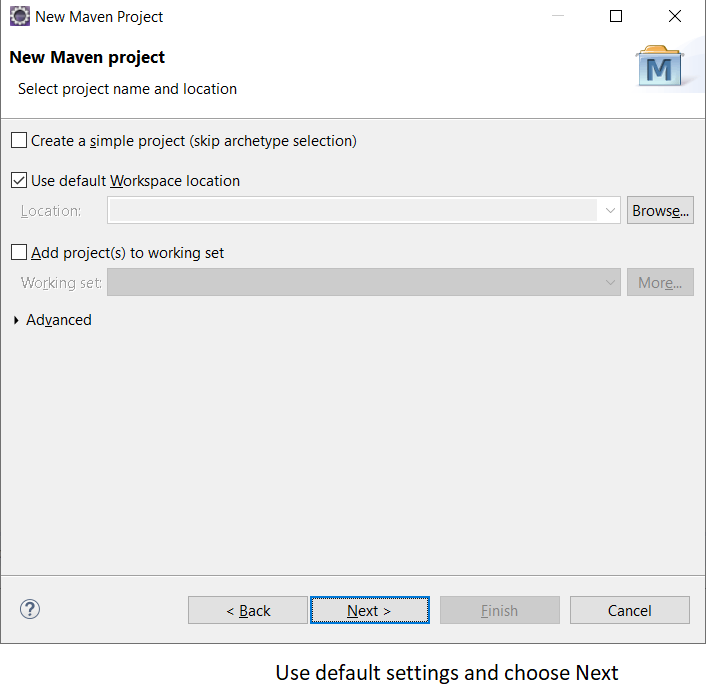 New Maven Project
New Maven project
Select project name and location
M
Create a simple project (skip archetype selection)
Use default Workspace location
Location:
Browse...
Add project(s) to working set
Working set:
More...
Advanced
?
< Back
Next >
Finish
Cancel
Use default settings and choose Next